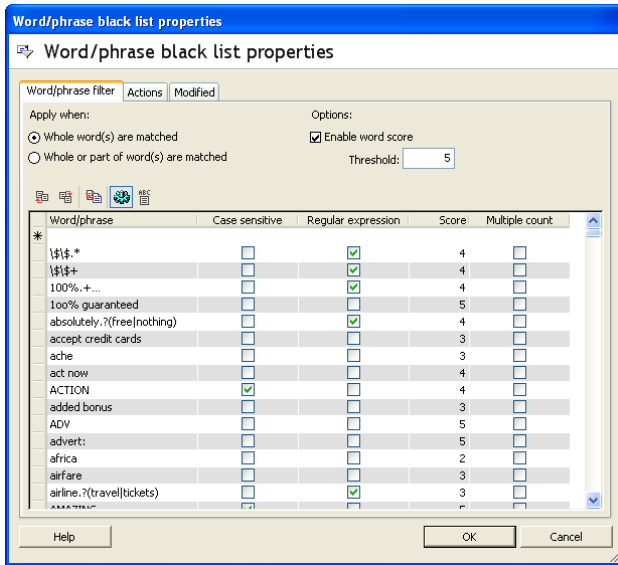 Word/phrase black list properties
Word/phrase black list properties
Word/phrase filter Actions Modified
Apply when: Options:
Whole word(s) are matched Enable word score
Whole or part of word(s) are matched Threshold: 5
ABC
Word/phrase Case sensitive Regular expression Score Multiple count
\$\$.* 4
\$\$+ 4
100%.+... 4
1oo% guaranteed 5
absolutely.?(free|nothing) 4
accept credit cards 3
ache 3
act now 4
ACTION 4
added bonus 3
ADV 5
advert: 5
africa 2
airfare 3
airline.?(travel|tickets) 3
AMAZING 5
Help OK Cancel